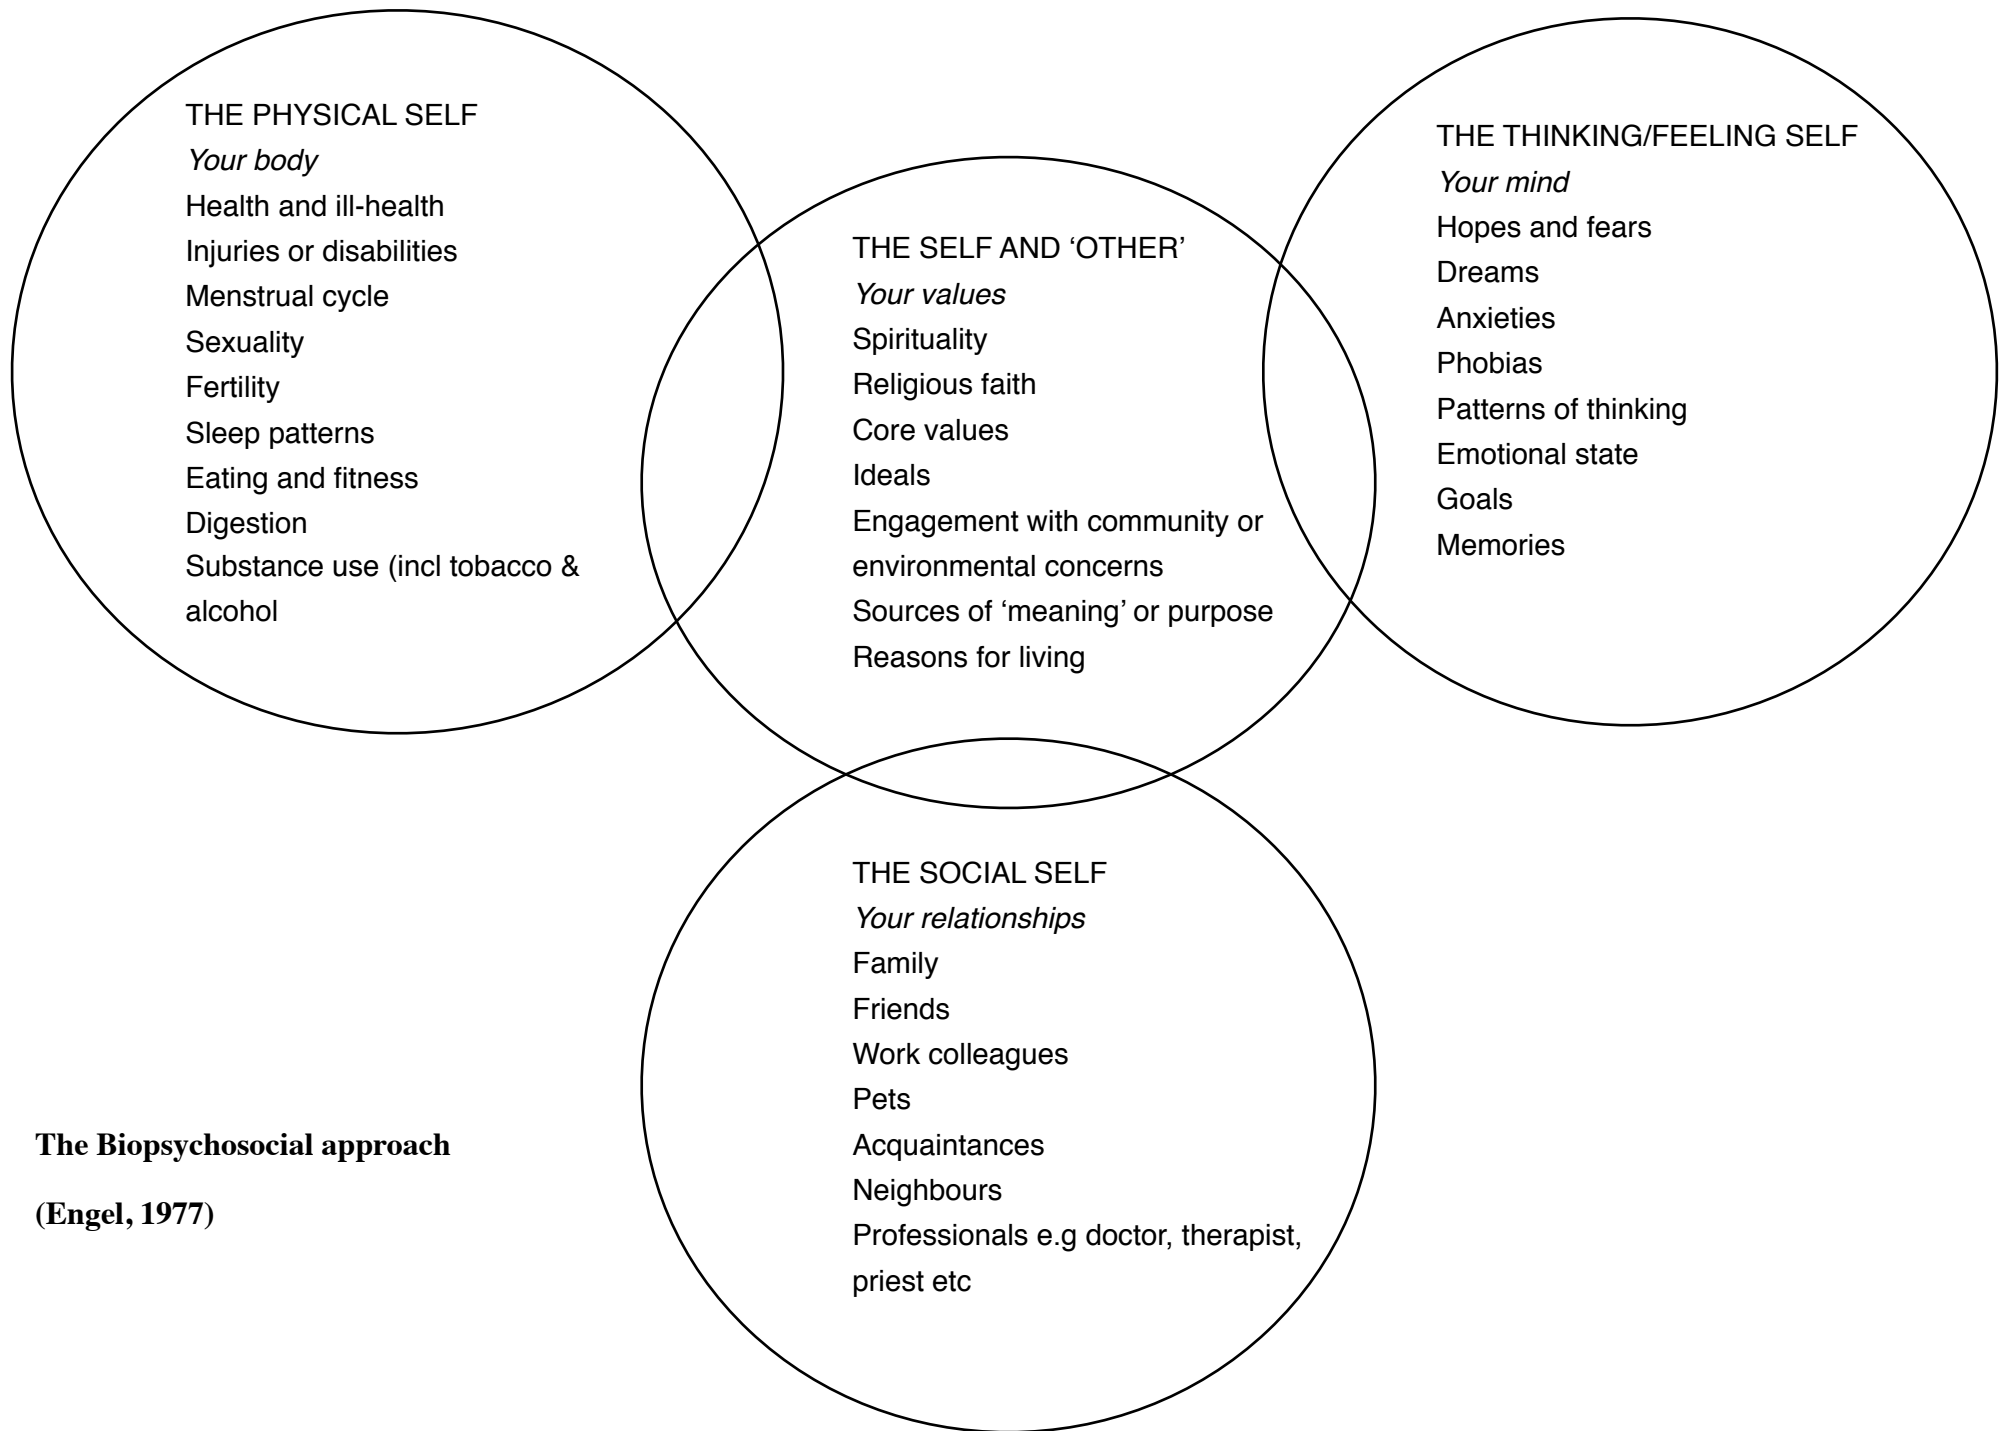 THE PHYSICAL SELF
Your body
Health and ill-health
Injuries or disabilities
Menstrual cycle
Sexuality
Fertility
Sleep patterns
Eating and fitness
Digestion
Substance use (incl tobacco &
alcohol
THE SELF AND ‘OTHER’
Your values
Spirituality
Religious faith
Core values
Ideals
Engagement with community or
environmental concerns
Sources of ‘meaning’ or purpose
Reasons for living
THE THINKING/FEELING SELF
Your mind
Hopes and fears
Dreams
Anxieties
Phobias
Patterns of thinking
Emotional state
Goals
Memories
THE SOCIAL SELF
Your relationships
Family
Friends
Work colleagues
Pets
Acquaintances
Neighbours
Professionals e.g doctor, therapist,
priest etc
The Biopsychosocial approach
(Engel, 1977)